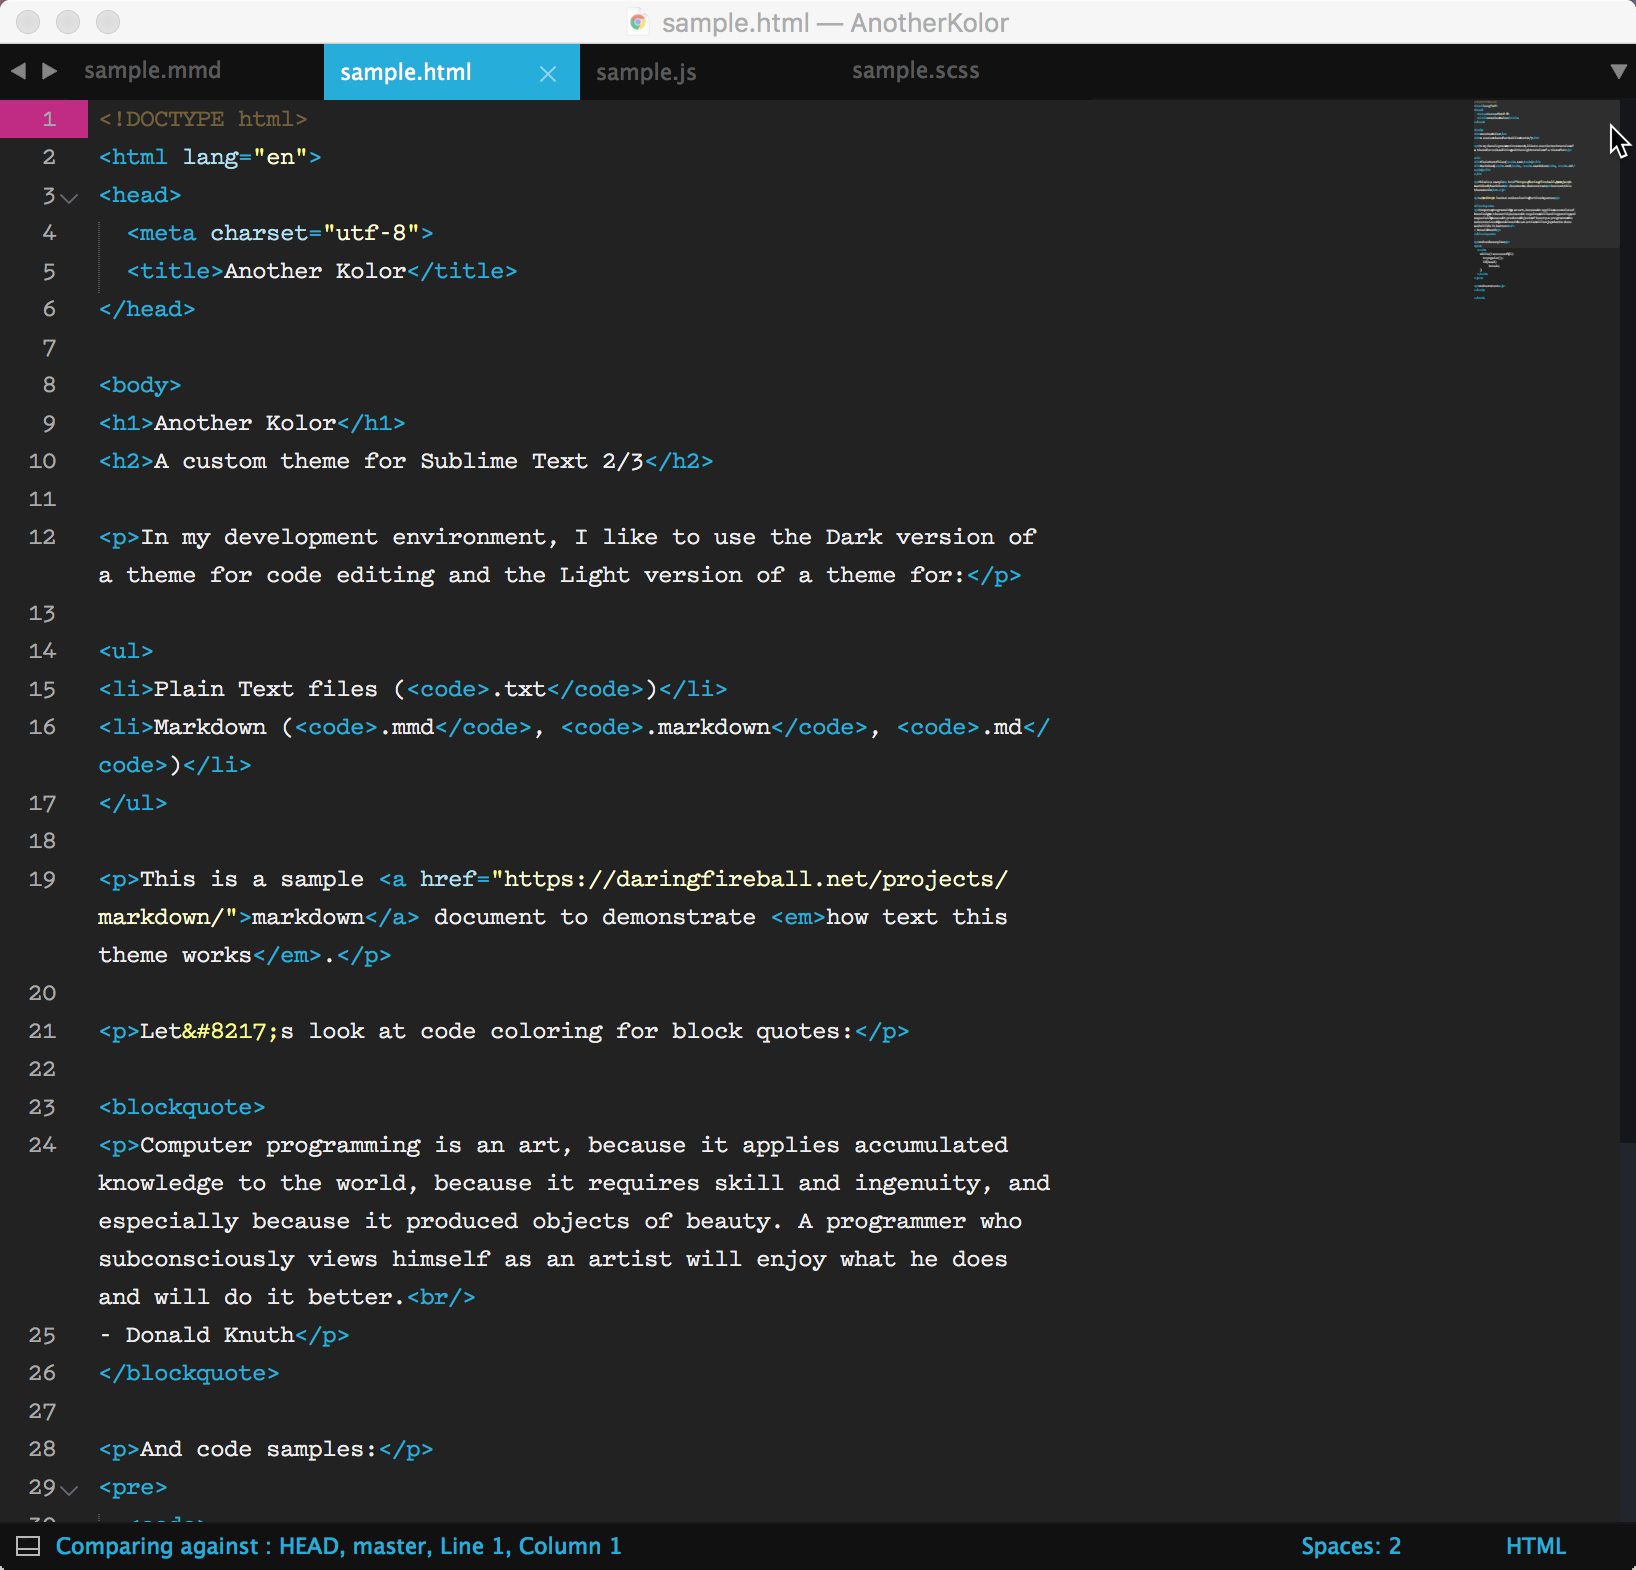 sample.html — AnotherKolor
sample.mmd
sample.html
sample.js
sample.scss
1 <!DOCTYPE html>
2 <html lang="en">
3 <head>
4 <meta charset="utf-8">
5 <title>Another Kolor</title>
6 </head>
7
8 <body>
9 <h1>Another Kolor</h1>
10 <h2>A custom theme for Sublime Text 2/3</h2>
11
12 <p>In my development environment, I like to use the Dark version of
a theme for code editing and the Light version of a theme for:</p>
13
14 <ul>
15 <li>Plain Text files (<code>.txt</code>)</li>
16 <li>Markdown (<code>.mmd</code>, <code>.markdown</code>, <code>.md</
code>)</li>
17 </ul>
18
19 <p>This is a sample <a href="https://daringfireball.net/projects/
markdown/">markdown</a> document to demonstrate <em>how text this
theme works</em>.</p>
20
21 <p>Let&#8217;s look at code coloring for block quotes:</p>
22
23 <blockquote>
24 <p>Computer programming is an art, because it applies accumulated
knowledge to the world, because it requires skill and ingenuity, and
especially because it produced objects of beauty. A programmer who
subconsciously views himself as an artist will enjoy what he does
and will do it better.<br/>
25 - Donald Knuth</p>
26 </blockquote>
27
28 <p>And code samples:</p>
29 <pre>
Comparing against : HEAD, master, Line 1, Column 1
Spaces: 2
HTML